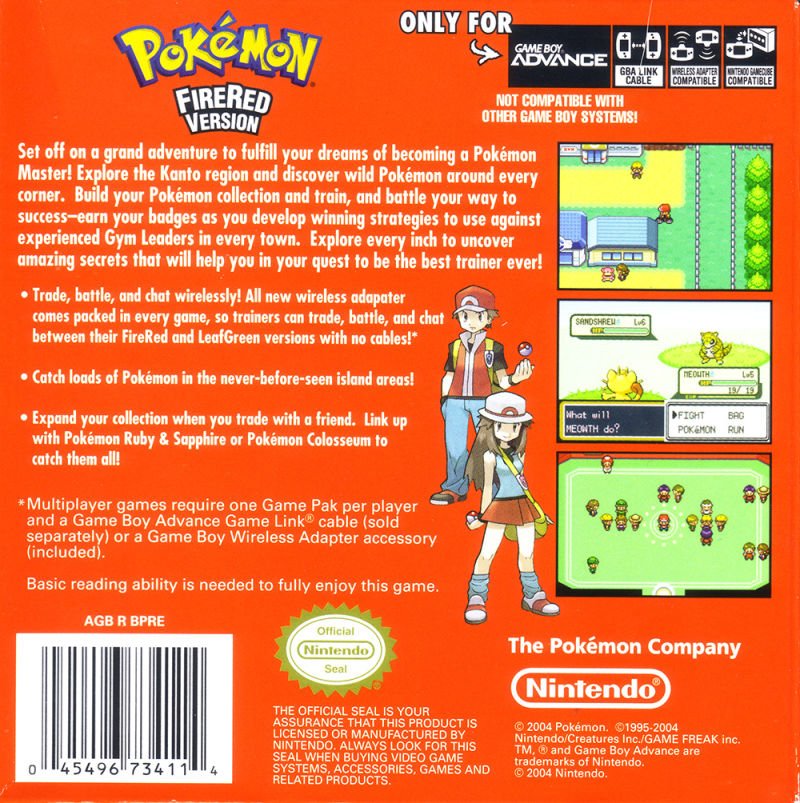 POKéMON
FIRERED
VERSION
ONLY FOR
GAME BOY
ADVANCE
GBA LINK
CABLE
WIRELESS ADAPTER
COMPATIBLE
NINTENDO GAMECUBE
COMPATIBLE
NOT COMPATIBLE WITH
OTHER GAME BOY SYSTEMS!
Set off on a grand adventure to fulfill your dreams of becoming a Pokémon
Master! Explore the Kanto region and discover wild Pokémon around every
corner. Build your Pokémon collection and train, and battle your way to
success–earn your badges as you develop winning strategies to use against
experienced Gym Leaders in every town. Explore every inch to uncover
amazing secrets that will help you in your quest to be the best trainer ever!
• Trade, battle, and chat wirelessly! All new wireless adapater
comes packed in every game, so trainers can trade, battle, and chat
between their FireRed and LeafGreen versions with no cables!*
• Catch loads of Pokémon in the never-before-seen island areas!
• Expand your collection when you trade with a friend. Link up
with Pokémon Ruby & Sapphire or Pokémon Colosseum to
catch them all!
*Multiplayer games require one Game Pak per player
and a Game Boy Advance Game Link® cable (sold
separately) or a Game Boy Wireless Adapter accessory
(included).
Basic reading ability is needed to fully enjoy this game.
SANDSHREW Lv6
HP
MEOWTH♂ Lv5
HP
19/ 19
What will
MEOWTH do?
FIGHT BAG
POKéMON RUN
AGB R BPRE
0 45496 73411 4
Official
Nintendo
Seal
®
THE OFFICIAL SEAL IS YOUR
ASSURANCE THAT THIS PRODUCT IS
LICENSED OR MANUFACTURED BY
NINTENDO. ALWAYS LOOK FOR THIS
SEAL WHEN BUYING VIDEO GAME
SYSTEMS, ACCESSORIES, GAMES AND
RELATED PRODUCTS.
The Pokémon Company
Nintendo®
© 2004 Pokémon. ©1995-2004
Nintendo/Creatures Inc./GAME FREAK inc.
TM, ® and Game Boy Advance are
trademarks of Nintendo.
© 2004 Nintendo.